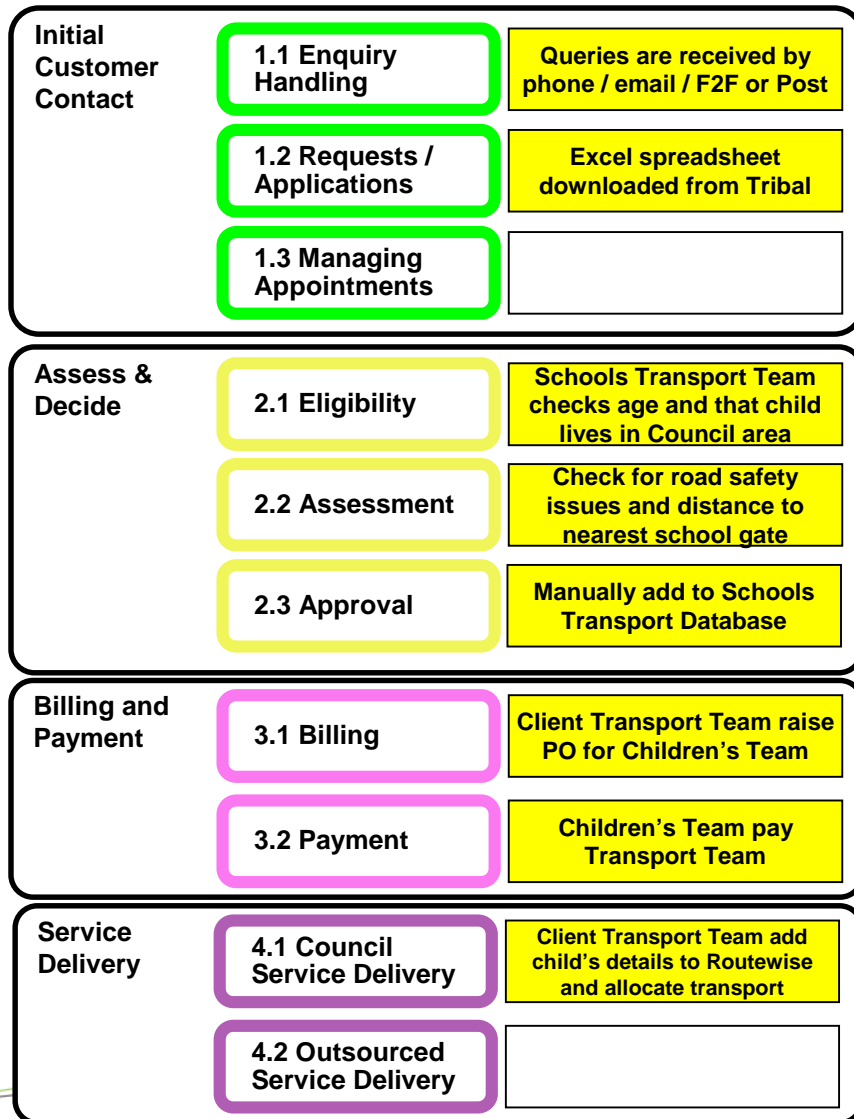 Initial
Customer
Contact
1.1 Enquiry
Handling
Queries are received by
phone / email / F2F or Post
1.2 Requests /
Applications
Excel spreadsheet
downloaded from Tribal
1.3 Managing
Appointments
Assess &
Decide
2.1 Eligibility
Schools Transport Team
checks age and that child
lives in Council area
2.2 Assessment
Check for road safety
issues and distance to
nearest school gate
2.3 Approval
Manually add to Schools
Transport Database
Billing and
Payment
3.1 Billing
Client Transport Team raise
PO for Children’s Team
3.2 Payment
Children’s Team pay
Transport Team
Service
Delivery
4.1 Council
Service Delivery
Client Transport Team add
child’s details to Routewise
and allocate transport
4.2 Outsourced
Service Delivery